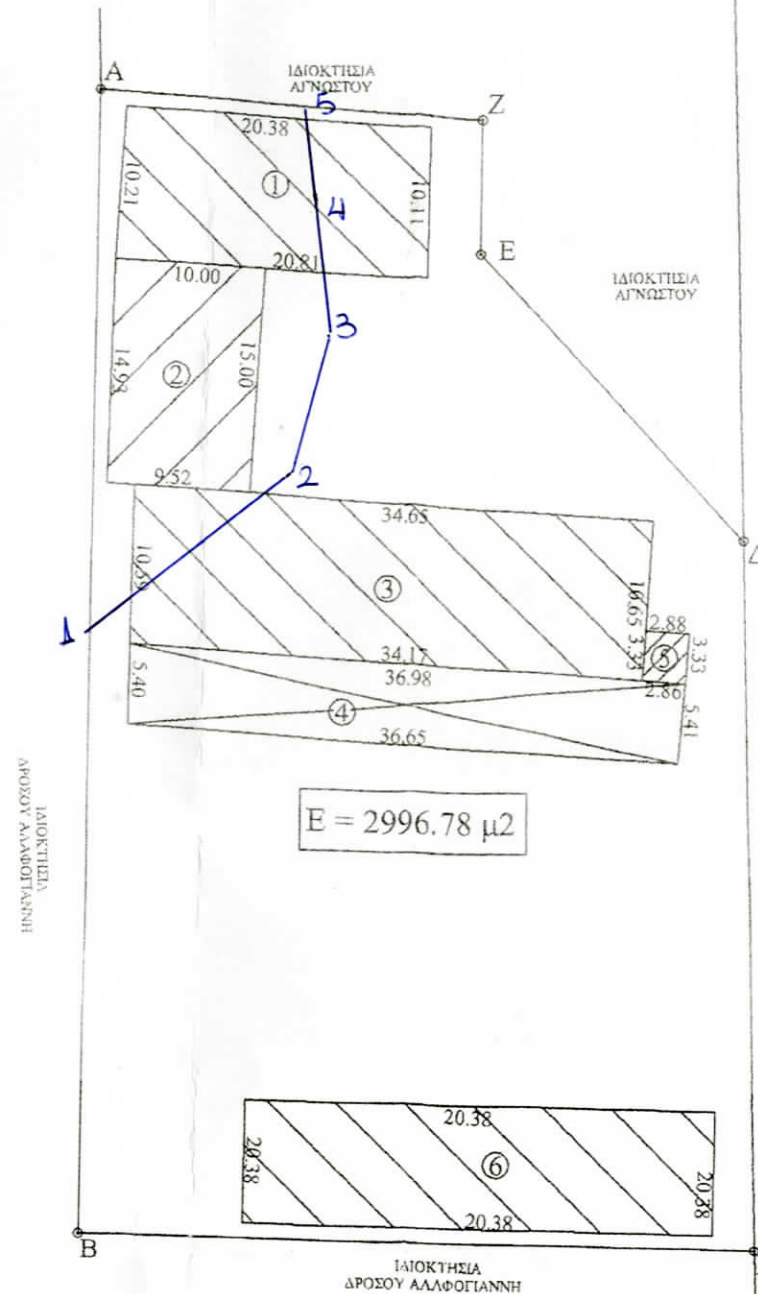 Α
ΙΔΙΟΚΤΗΣΙΑ
ΑΓΝΩΣΤΟΥ
5
Ζ
20.38
10.21
①
4
10.11
20.81
Ε
10.00
ΙΔΙΟΚΤΗΣΙΑ
ΑΓΝΩΣΤΟΥ
3
14.98
②
15.00
9.52
2
34.65
Δ
10.59
③
10.65
2.88
1
34.17
3.33
⑤
3.33
5.40
36.98
2.86
④
5.41
36.65
Ε = 2996.78 μ2
ΙΔΙΟΚΤΗΣΙΑ
ΔΡΟΣΟΥ ΑΛΑΦΟΓΙΑΝΝΗ
20.38
20.38
⑥
20.38
20.38
Β
ΙΔΙΟΚΤΗΣΙΑ
ΔΡΟΣΟΥ ΑΛΑΦΟΓΙΑΝΝΗ